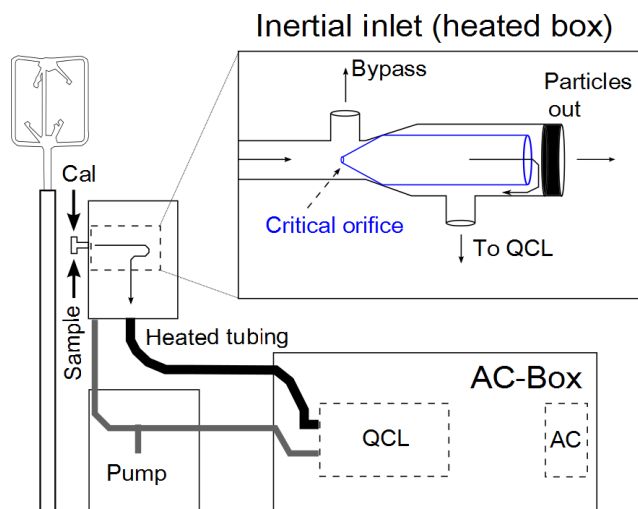 Inertial inlet (heated box)
Bypass
Particles
out
Critical orifice
To QCL
Cal
Sample
Heated tubing
AC-Box
QCL
AC
Pump